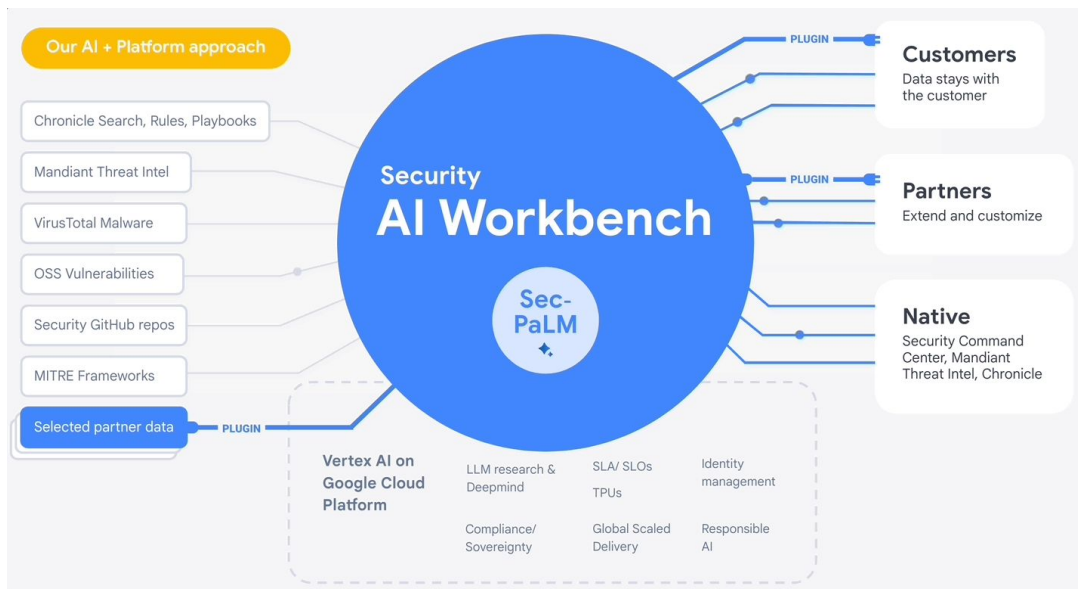 Our AI + Platform approach
Chronicle Search, Rules, Playbooks
Mandiant Threat Intel
VirusTotal Malware
OSS Vulnerabilities
Security GitHub repos
MITRE Frameworks
Selected partner data
PLUGIN
Security
AI Workbench
Sec-
PaLM
PLUGIN
Customers
Data stays with
the customer
PLUGIN
Partners
Extend and customize
Native
Security Command
Center, Mandiant
Threat Intel, Chronicle
Vertex AI on
Google Cloud
Platform
LLM research &
Deepmind
SLA/ SLOs
TPUs
Identity
management
Compliance/
Sovereignty
Global Scaled
Delivery
Responsible
AI